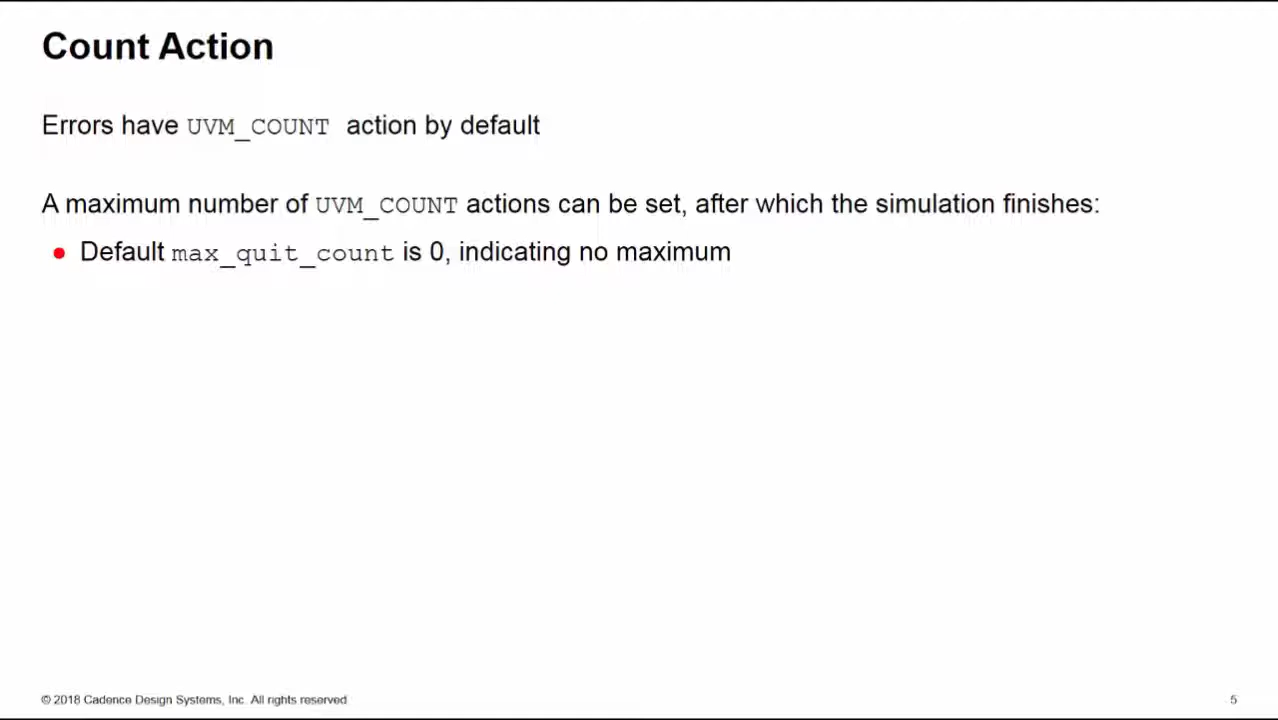 Count Action
Errors have UVM_COUNT action by default
A maximum number of UVM_COUNT actions can be set, after which the simulation finishes:
● Default max_quit_count is 0, indicating no maximum
© 2018 Cadence Design Systems, Inc. All rights reserved
5